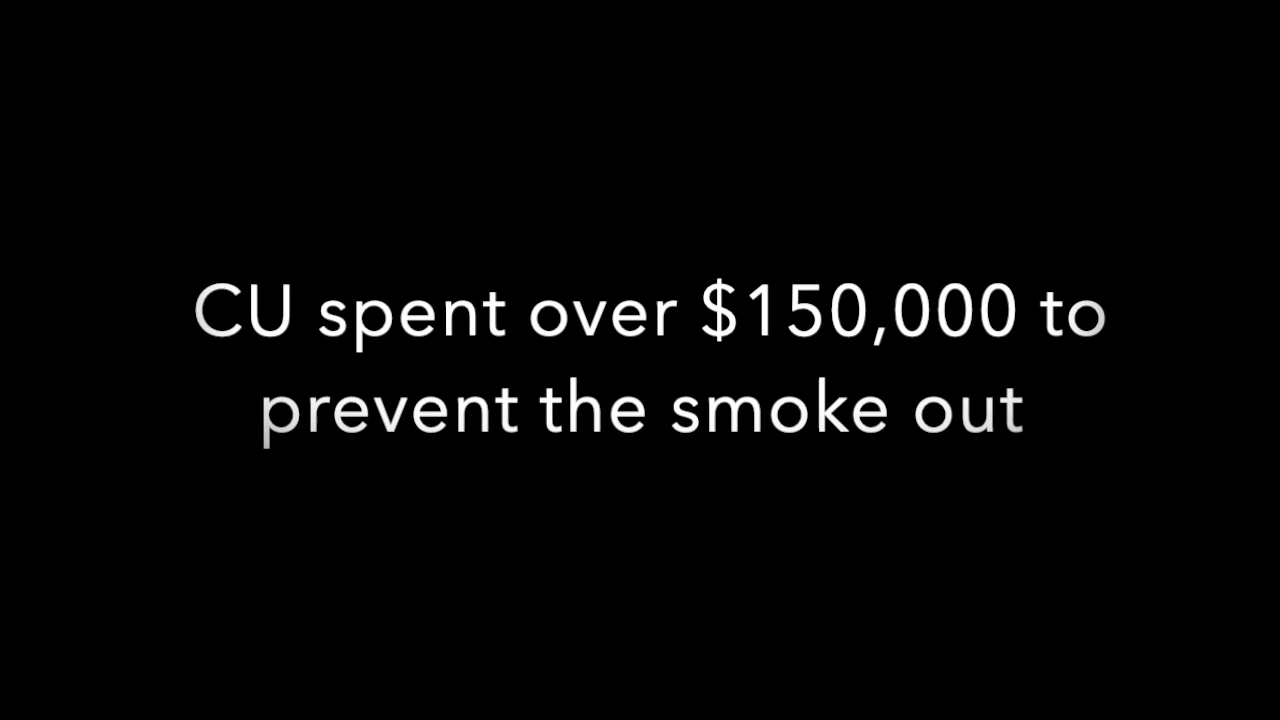 CU spent over $150,000 to
prevent the smoke out